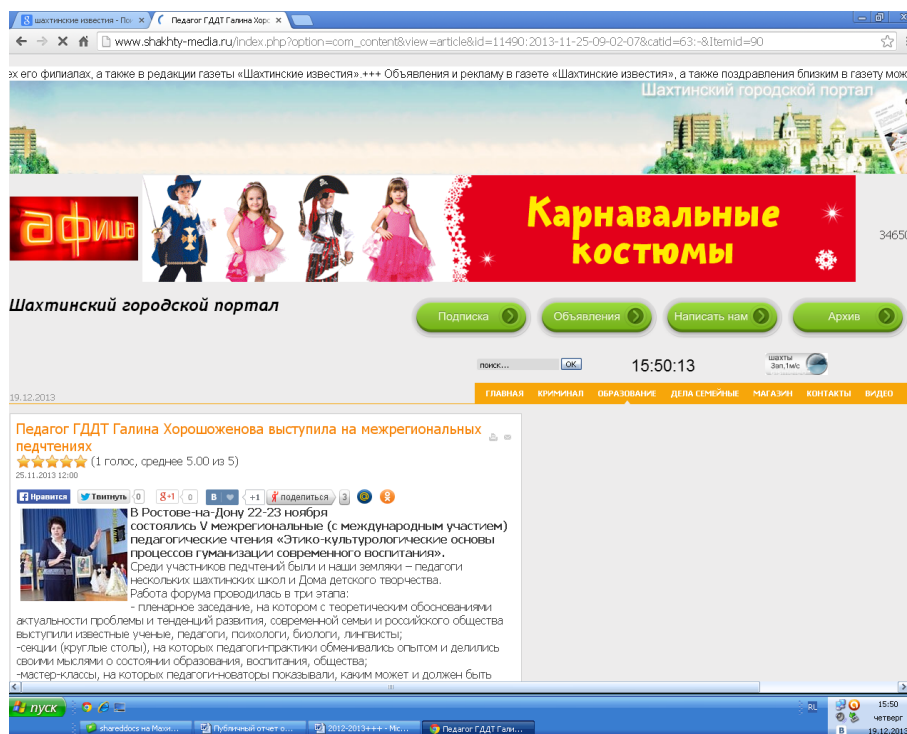 шахтинские известия - По
Педагог ГДДТ Галина Хоро
www.shakhty-media.ru/index.php?option=com_content&view=article&id=11490:2013-11-25-09-02-07&catid=63:-&Itemid=90
ех его филиалах, а также в редакции газеты «Шахтинские известия».+++ Объявления и рекламу в газете «Шахтинские известия», а также поздравления близким в газету мож
Шахтинский городской портал
афиша
Карнавальные
костюмы
34650
Шахтинский городской портал
Подписка
Объявления
Написать нам
Архив
поиск...
OK
15:50:13
шахты
Зап,1м/с
19.12.2013
ГЛАВНАЯ КРИМИНАЛ ОБРАЗОВАНИЕ ДЕЛА СЕМЕЙНЫЕ МАГАЗИН КОНТАКТЫ ВИДЕО
Педагог ГДДТ Галина Хорошоженова выступила на межрегиональных
педчтениях
(1 голос, среднее 5.00 из 5)
25.11.2013 12:00
Нравится Твитнуть 0 g+1 0 В +1 поделиться 3
В Ростове-на-Дону 22-23 ноября
состоялись V межрегиональные (с международным участием)
педагогические чтения «Этико-культурологические основы
процессов гуманизации современного воспитания».
Среди участников педчтений были и наши земляки – педагоги
нескольких шахтинских школ и Дома детского творчества.
Работа форума проводилась в три этапа:
- пленарное заседание, на котором с теоретическим обоснованиями
актуальности проблемы и тенденций развития, современной семьи и российского общества
выступили известные ученые, педагоги, психологи, биологи, лингвисты;
-секции (круглые столы), на которых педагоги-практики обменивались опытом и делились
своими мыслями о состоянии образования, воспитания, общества;
-мастер-классы, на которых педагоги-новаторы показывали, каким может и должен быть
пуск
RL
15:50
четверг
19.12.2013
shareddocs на Махи...
Публичный отчет о...
2012-2013+++ - Mic...
Педагог ГДДТ Гали...
В